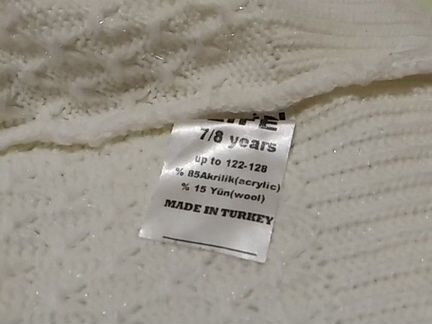 7/8 years
up to 122-128
% 85Akrilik(acrylic)
% 15 Yün(wool)
MADE IN TURKEY